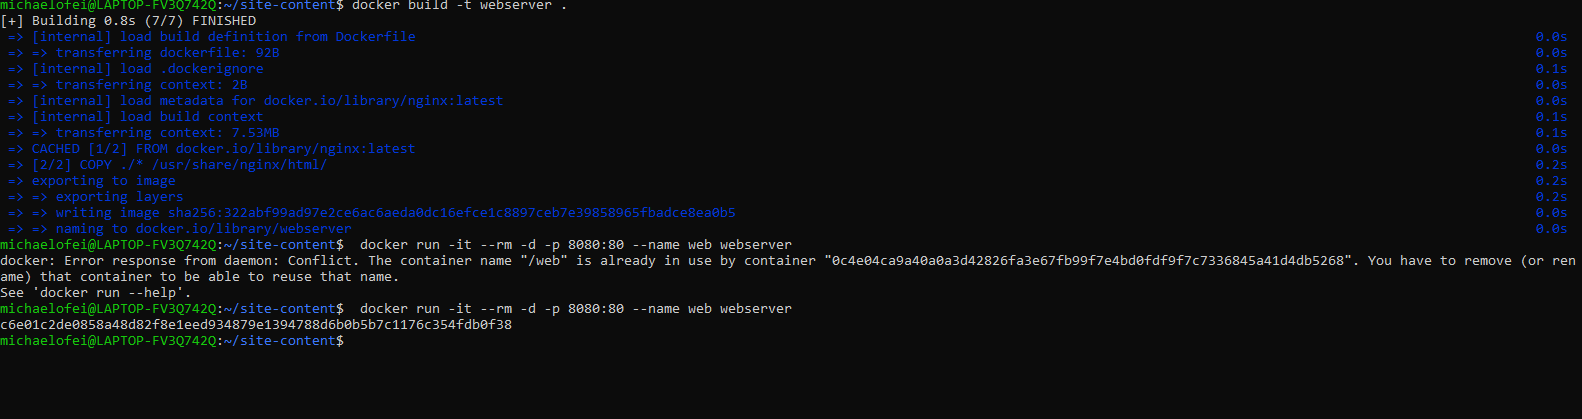 michaelofei@LAPTOP-FV3Q742Q:~/site-content$ docker build -t webserver .
[+] Building 0.8s (7/7) FINISHED
=> [internal] load build definition from Dockerfile 0.0s
=> => transferring dockerfile: 92B 0.0s
=> [internal] load .dockerignore 0.1s
=> => transferring context: 2B 0.0s
=> [internal] load metadata for docker.io/library/nginx:latest 0.0s
=> [internal] load build context 0.1s
=> => transferring context: 7.53MB 0.1s
=> CACHED [1/2] FROM docker.io/library/nginx:latest 0.0s
=> [2/2] COPY ./* /usr/share/nginx/html/ 0.2s
=> exporting to image 0.2s
=> => exporting layers 0.2s
=> => writing image sha256:322abf99ad97e2ce6ac6aeda0dc16efce1c8897ceb7e39858965fbadce8ea0b5 0.0s
=> => naming to docker.io/library/webserver 0.0s
michaelofei@LAPTOP-FV3Q742Q:~/site-content$  docker run -it --rm -d -p 8080:80 --name web webserver
docker: Error response from daemon: Conflict. The container name "/web" is already in use by container "0c4e04ca9a40a0a3d42826fa3e67fb99f7e4bd0fdf9f7c7336845a41d4db5268". You have to remove (or ren
ame) that container to be able to reuse that name.
See 'docker run --help'.
michaelofei@LAPTOP-FV3Q742Q:~/site-content$  docker run -it --rm -d -p 8080:80 --name web webserver
c6e01c2de0858a48d82f8e1eed934879e1394788d6b0b5b7c1176c354fdb0f38
michaelofei@LAPTOP-FV3Q742Q:~/site-content$